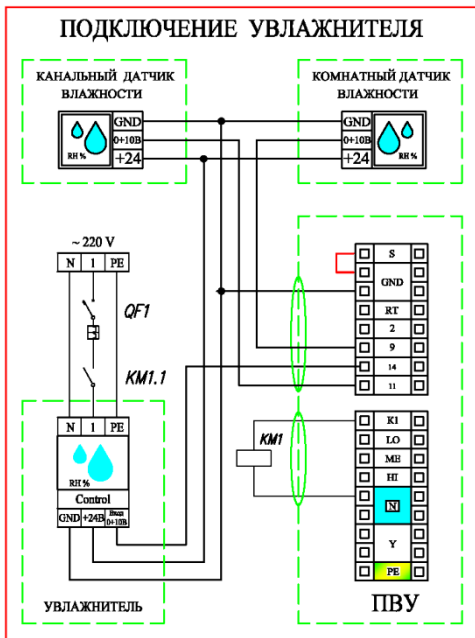 ПОДКЛЮЧЕНИЕ УВЛАЖНИТЕЛЯ
КАНАЛЬНЫЙ ДАТЧИК
ВЛАЖНОСТИ
GND
0+10В
+24
RH %
КОМНАТНЫЙ ДАТЧИК
ВЛАЖНОСТИ
GND
0+10В
+24
RH %
~ 220 V
N 1 PE
QF1
KM1.1
N 1 PE
RH %
Control
GND +24В Вход
0+10В
УВЛАЖНИТЕЛЬ
S
GND
RT
2
9
14
11
KM1
K1
LO
ME
HI
N
Y
PE
ПВУ